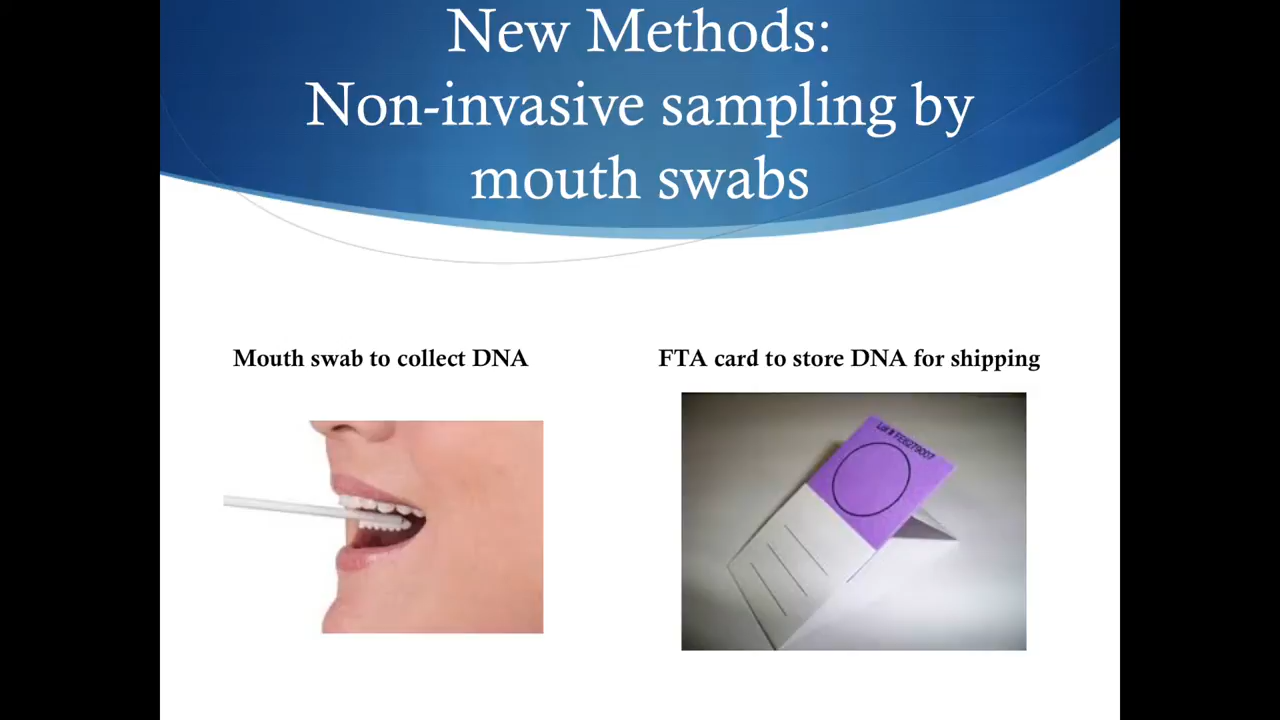 New Methods:
Non-invasive sampling by
mouth swabs
Mouth swab to collect DNA
FTA card to store DNA for shipping